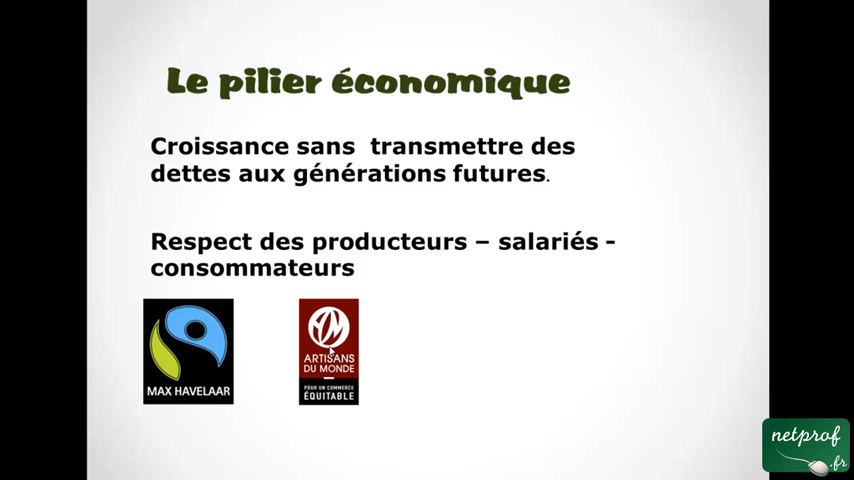 Le pilier économique
Croissance sans transmettre des
dettes aux générations futures.
Respect des producteurs – salariés -
consommateurs
MAX HAVELAAR
ARTISANS
DU MONDE
POUR UN COMMERCE
ÉQUITABLE
netprof
.fr